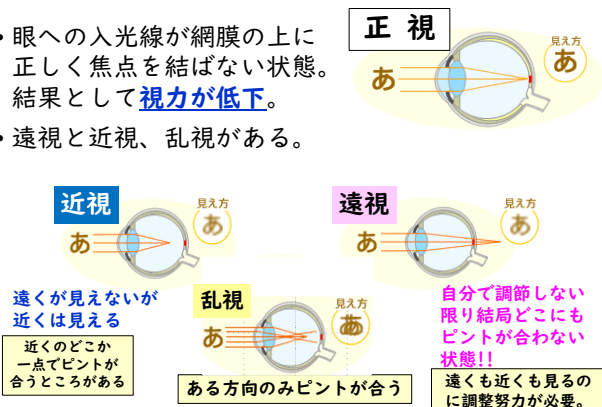 ・眼への入光線が網膜の上に
正しく焦点を結ばない状態。
結果として視力が低下。
・遠視と近視、乱視がある。
正 視
あ
見え方
あ
近視
あ
見え方
あ
遠くが見えないが
近くは見える
近くのどこか
一点でピントが
合うところがある
乱視
あ
見え方
あ
ある方向のみピントが合う
遠視
あ
見え方
あ
自分で調節しない
限り結局どこにも
ピントが合わない
状態!!
遠くも近くも見るの
に調整努力が必要。